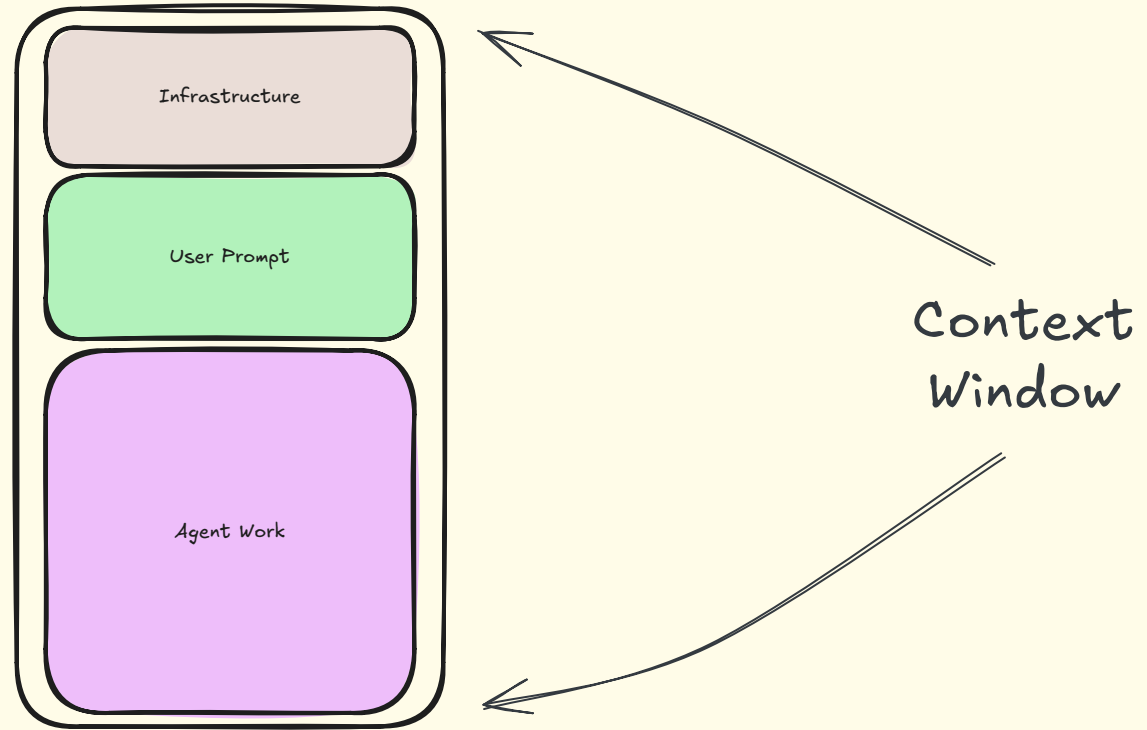 Infrastructure
User Prompt
Agent Work
Context
Window